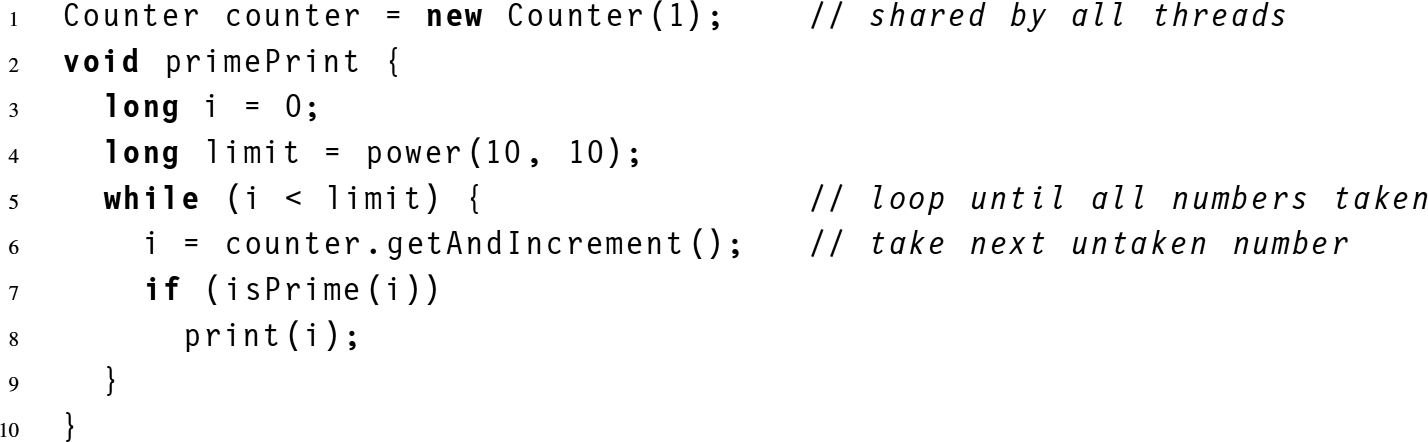 1 Counter counter = new Counter(1); // shared by all threads
2 void primePrint {
3 long i = 0;
4 long limit = power(10, 10);
5 while (i < limit) { // loop until all numbers taken
6 i = counter.getAndIncrement(); // take next untaken number
7 if (isPrime(i))
8 print(i);
9 }
10 }